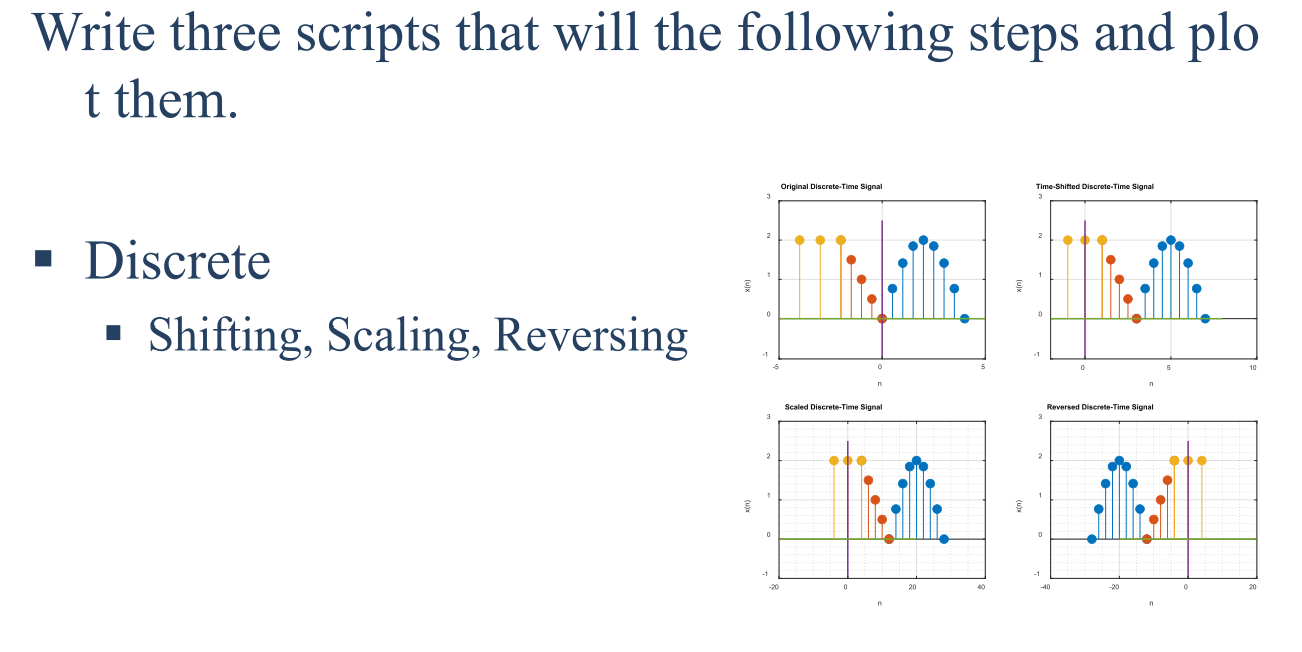 Write three scripts that will the following steps and plo
t them.
▪ Discrete
▪ Shifting, Scaling, Reversing
Original Discrete-Time Signal
3
2
1
0
-1
x(n)
-5
0
5
n
Time-Shifted Discrete-Time Signal
3
2
1
0
-1
x(n)
0
5
10
n
Scaled Discrete-Time Signal
3
2
1
0
-1
x(n)
-20
0
20
40
n
Reversed Discrete-Time Signal
3
2
1
0
-1
x(n)
-40
-20
0
20
n